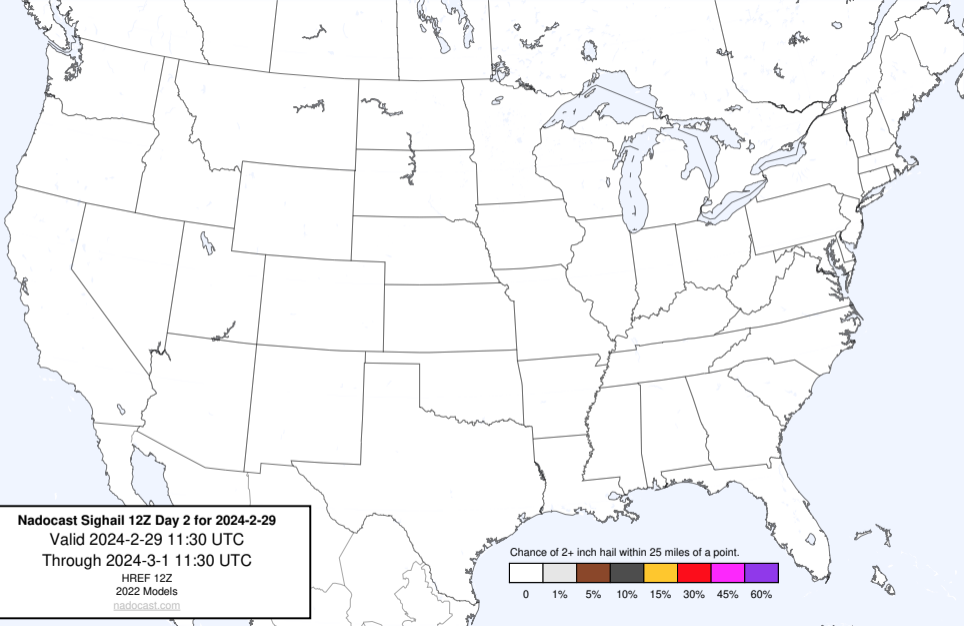 Nadocast Sighail 12Z Day 2 for 2024-2-29
Valid 2024-2-29 11:30 UTC
Through 2024-3-1 11:30 UTC
HREF 12Z
2022 Models
nadocast.com
Chance of 2+ inch hail within 25 miles of a point.
0 1% 5% 10% 15% 30% 45% 60%